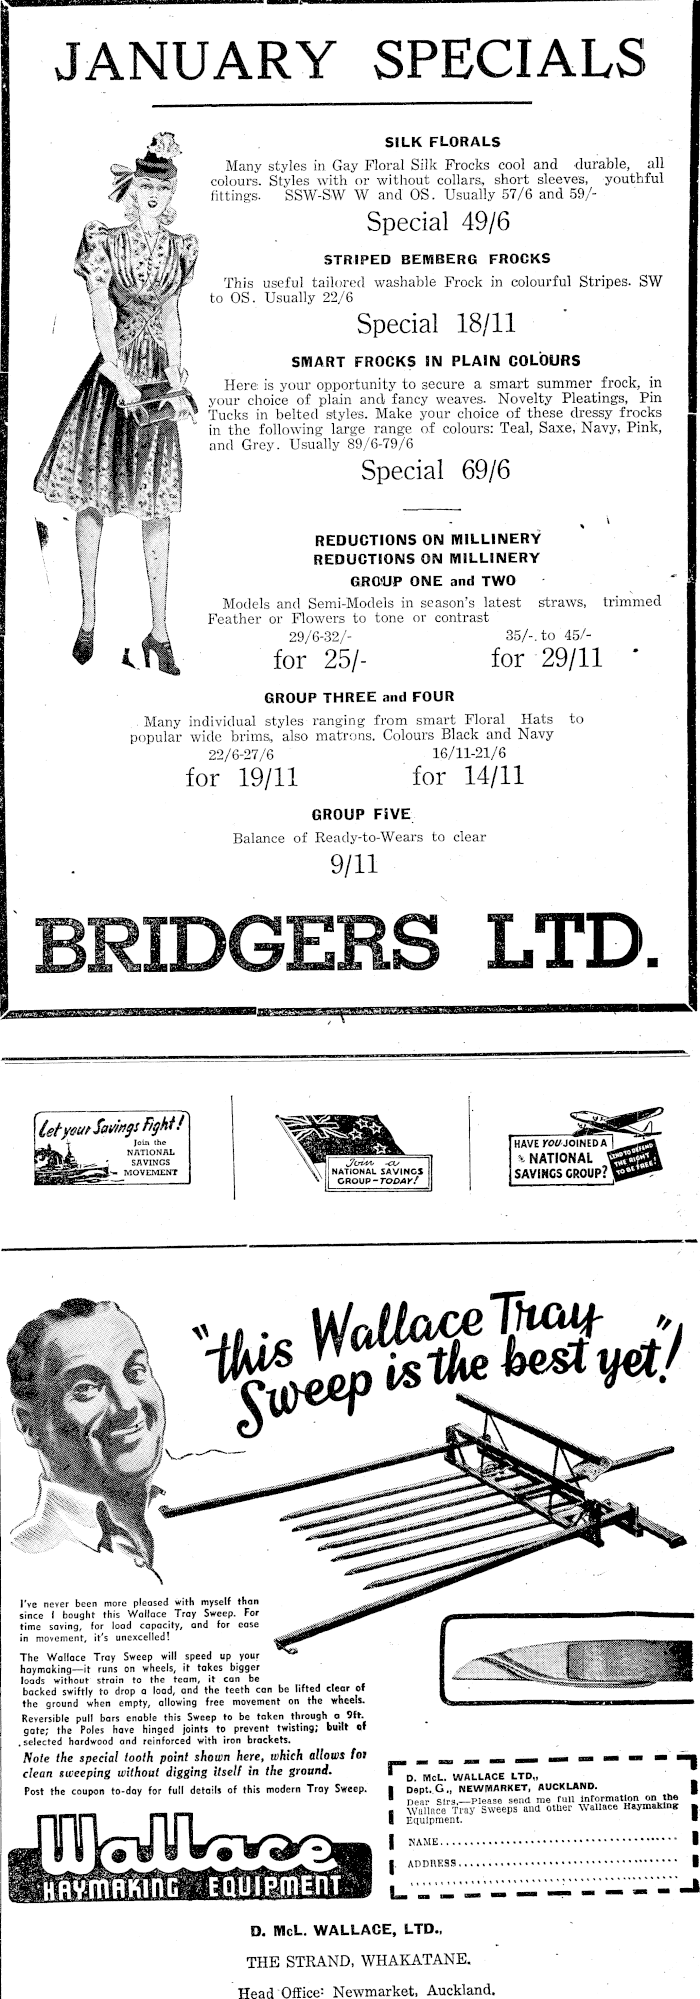 JANUARY SPECIALS
SILK FLORALS
Many styles in Gay Floral Silk Frocks cool and durable, all
colours. Styles with or without collars, short sleeves, youthful
fittings. SSW-SW W and OS. Usually 57/6 and 59/-
Special 49/6
STRIPED BEMBERG FROCKS
This useful tailored washable Frock in colourful Stripes. SW
to OS. Usually 22/6
Special 18/11
SMART FROCKS IN PLAIN COLOURS
Here is your opportunity to secure a smart summer frock, in
your choice of plain and fancy weaves. Novelty Pleatings, Pin
Tucks in belted styles. Make your choice of these dressy frocks
in the following large range of colours: Teal, Saxe, Navy, Pink,
and Grey. Usually 89/6-79/6
Special 69/6
REDUCTIONS ON MILLINERY
REDUCTIONS ON MILLINERY
GROUP ONE and TWO
Models and Semi-Models in season's latest straws, trimmed
Feather or Flowers to tone or contrast
29/6-32/- 35/- to 45/-
for 25/- for 29/11
GROUP THREE and FOUR
Many individual styles ranging from smart Floral Hats to
popular wide brims, also matrons. Colours Black and Navy
22/6-27/6 16/11-21/6
for 19/11 for 14/11
GROUP FIVE
Balance of Ready-to-Wears to clear
9/11
BRIDGERS LTD.
Let your Savings Fight!
Join the
NATIONAL
SAVINGS
MOVEMENT
Join a
NATIONAL SAVINGS
GROUP-TODAY!
HAVE YOU JOINED A
NATIONAL
SAVINGS GROUP?
LEND TO DEFEND
THE RIGHT
TO BE FREE!
"this Wallace Tray
Sweep is the best yet!"
I've never been more pleased with myself than
since I bought this Wallace Tray Sweep. For
time saving, for load capacity, and for ease
in movement, it's unexcelled!
The Wallace Tray Sweep will speed up your
haymaking—it runs on wheels, it takes bigger
loads without strain to the team, it can be
backed swiftly to drop a load, and the teeth can be lifted clear of
the ground when empty, allowing free movement on the wheels.
Reversible pull bars enable this Sweep to be taken through a 9ft.
gate; the Poles have hinged joints to prevent twisting; built of
selected hardwood and reinforced with iron brackets.
Note the special tooth point shown here, which allows for
clean sweeping without digging itself in the ground.
Post the coupon to-day for full details of this modern Tray Sweep.
Wallace
HAYMAKING EQUIPMENT
D. McL. WALLACE LTD.,
Dept. G., NEWMARKET, AUCKLAND.
Dear Sirs,—Please send me full information on the
Wallace Tray Sweeps and other Wallace Haymaking
Equipment.
NAME
ADDRESS
D. McL. WALLACE, LTD.,
THE STRAND, WHAKATANE.
Head Office: Newmarket, Auckland.